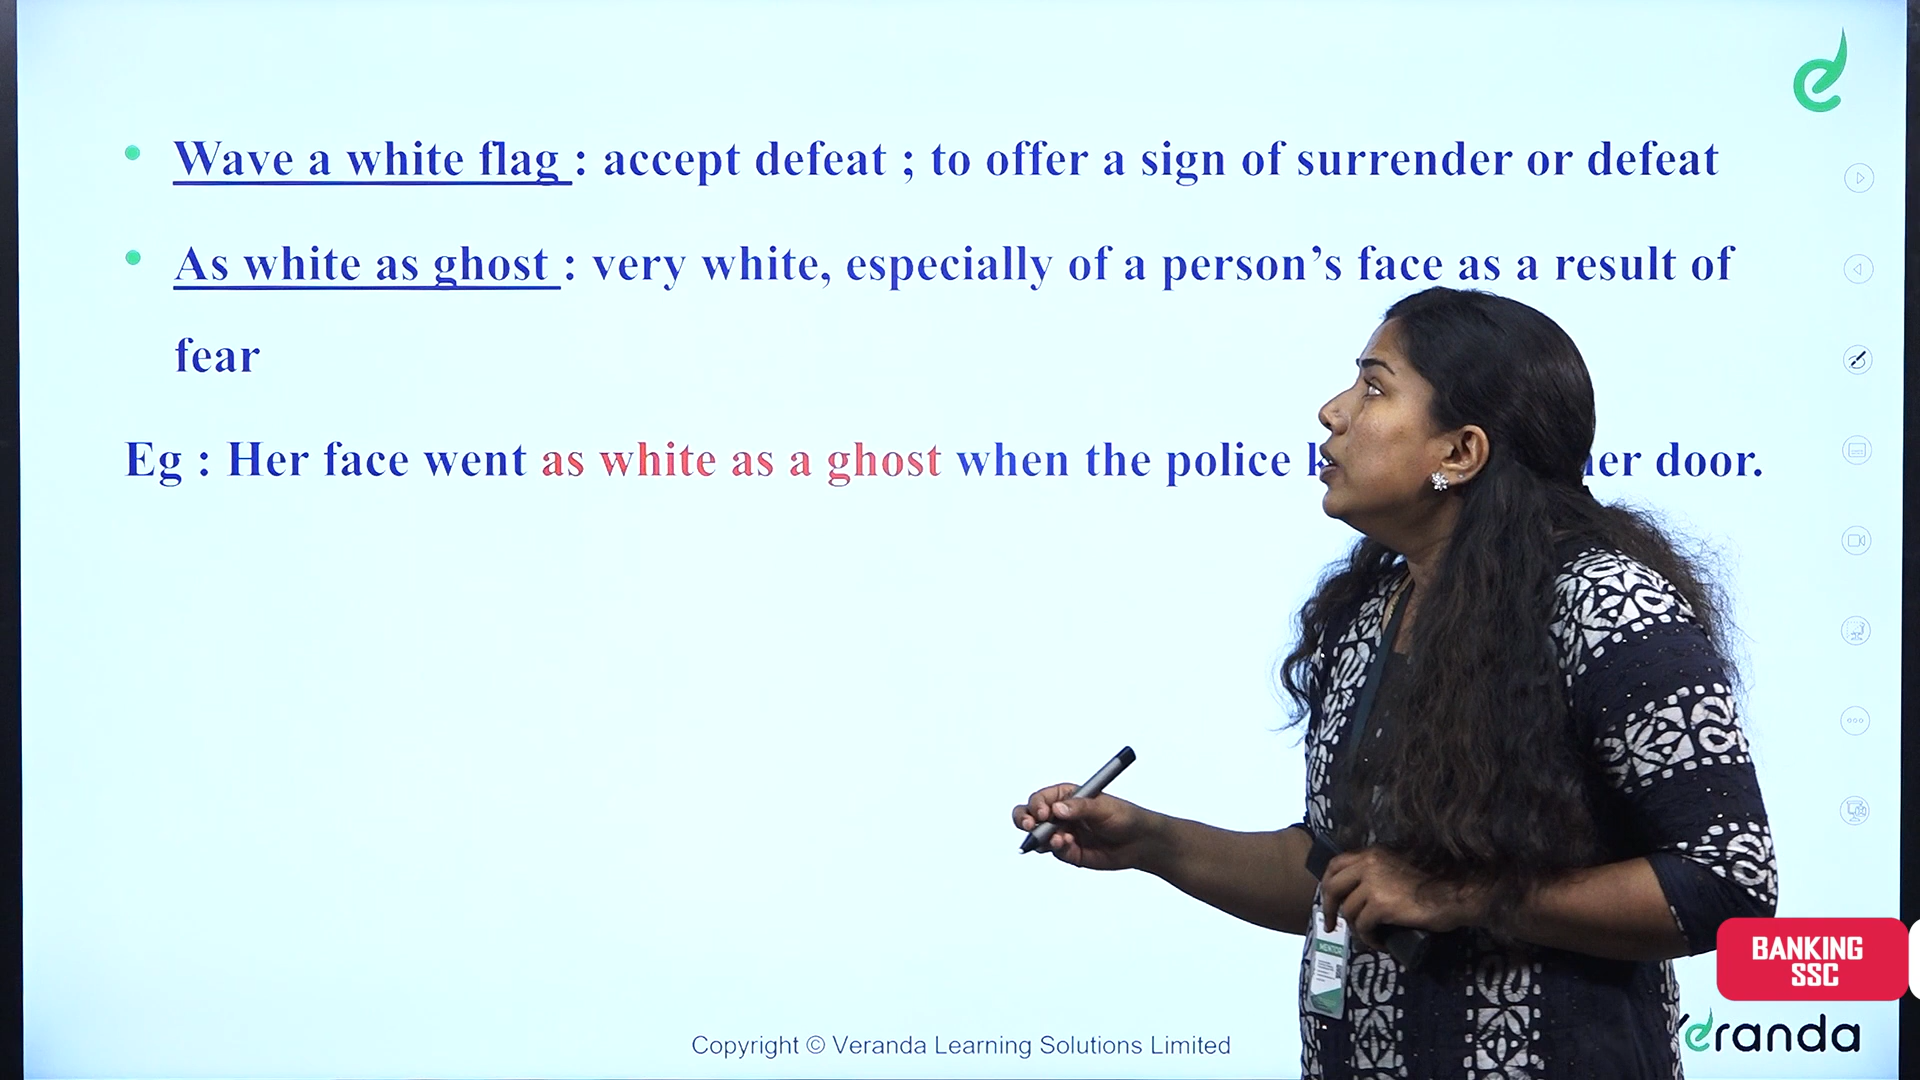 Wave a white flag : accept defeat ; to offer a sign of surrender or defeat
As white as ghost : very white, especially of a person’s face as a result of
fear
Eg : Her face went as white as a ghost when the police her door.
MENTOR
BANKING
SSC
Veranda
Copyright © Veranda Learning Solutions Limited